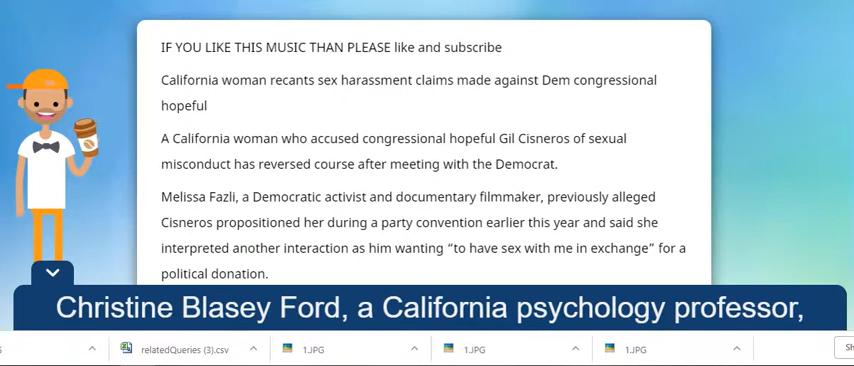 IF YOU LIKE THIS MUSIC THAN PLEASE like and subscribe
California woman recants sex harassment claims made against Dem congressional
hopeful
A California woman who accused congressional hopeful Gil Cisneros of sexual
misconduct has reversed course after meeting with the Democrat.
Melissa Fazli, a Democratic activist and documentary filmmaker, previously alleged
Cisneros propositioned her during a party convention earlier this year and said she
interpreted another interaction as him wanting “to have sex with me in exchange” for a
political donation.
Christine Blasey Ford, a California psychology professor,
relatedQueries (3).csv 1.JPG 1.JPG 1.JPG